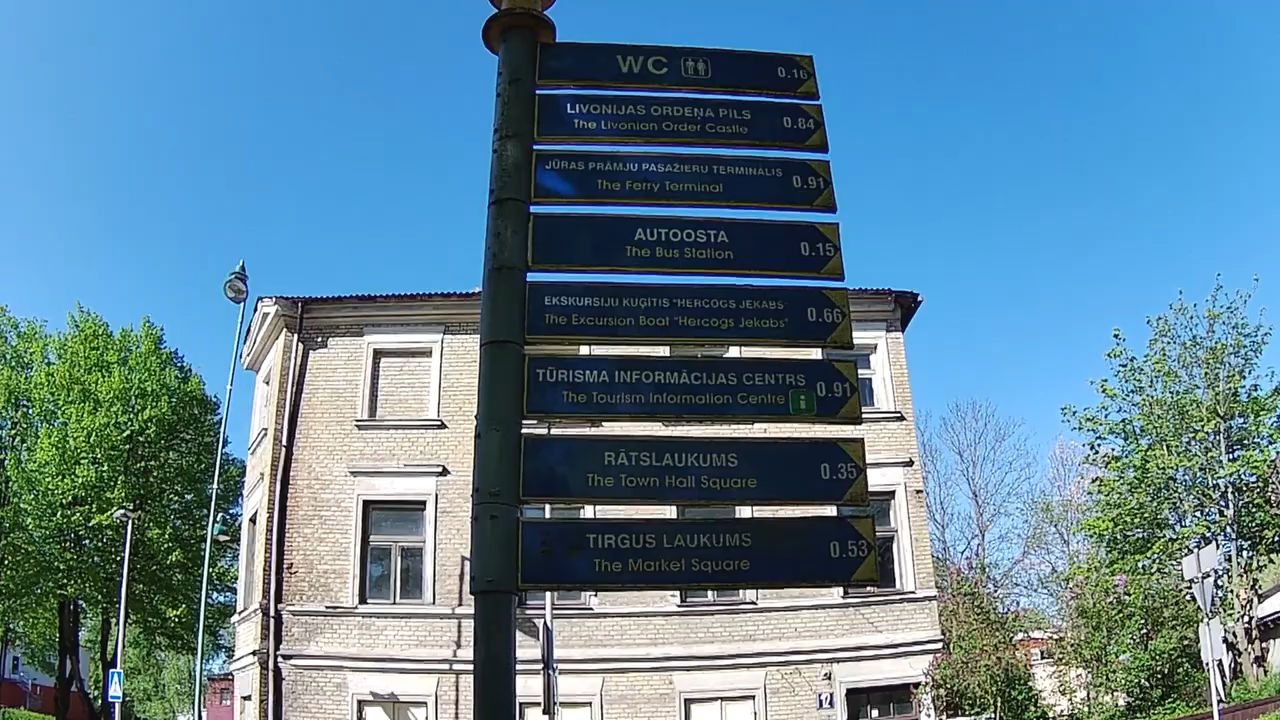 WC 0.16
LIVONIJAS ORDEŅA PILS
The Livonian Order Castle 0.84
JŪRAS PRĀMJU PASAŽIERU TERMINĀLIS
The Ferry Terminal 0.91
AUTOOSTA
The Bus Station 0.15
EKSKURSIJU KUĢĪTIS "HERCOGS JEKABS"
The Excursion Boat "Hercogs Jekabs" 0.66
TŪRISMA INFORMĀCIJAS CENTRS
The Tourism Information Centre i 0.91
RĀTSLAUKUMS
The Town Hall Square 0.35
TIRGUS LAUKUMS
The Market Square 0.53
12